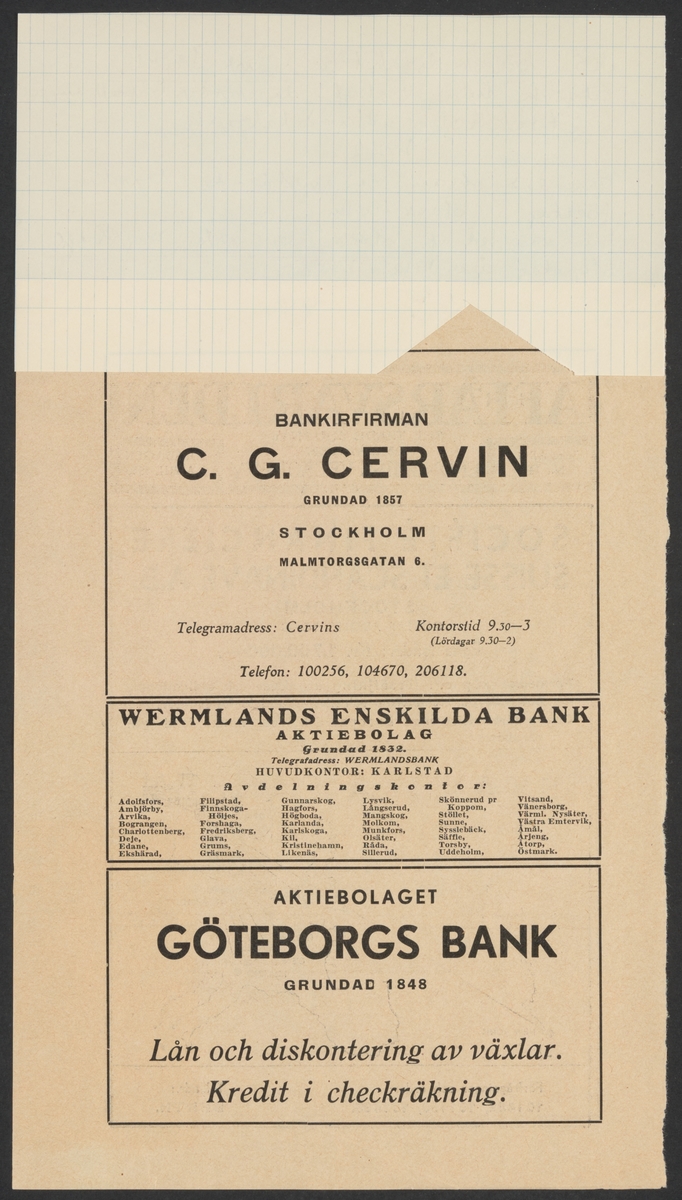 BANKIRFIRMAN
C. G. CERVIN
GRUNDAD 1857
STOCKHOLM
MALMTORGSGATAN 6.
Telegramadress: Cervins
Kontorstid 9.30—3
(Lördagar 9.30—2)
Telefon: 100256, 104670, 206118.
WERMLANDS ENSKILDA BANK
AKTIEBOLAG
Grundad 1832.
Telegrafadress: WERMLANDSBANK
HUVUDKONTOR: KARLSTAD
Avdelningskontor:
Adolfsfors,
Ambjörby,
Arvika,
Bograngen,
Charlottenberg,
Deje,
Edane,
Ekshärad,
Filipstad,
Finnskoga-
Höljes,
Forshaga,
Fredriksberg,
Glava,
Grums,
Gräsmark,
Gunnarskog,
Hagfors,
Högboda,
Karlanda,
Karlskoga,
Kil,
Kristinehamn,
Likenäs,
Lysvik,
Långserud,
Mangskog,
Molkom,
Munkfors,
Olsäter,
Råda,
Sillerud,
Skönnerud pr
Koppom,
Stöllet,
Sunne,
Sysslebäck,
Säffle,
Torsby,
Uddeholm,
Vitsand,
Vänersborg,
Värml. Nysäter,
Västra Emtervik,
Åmål,
Årjeng,
Åtorp,
Östmark.
AKTIEBOLAGET
GÖTEBORGS BANK
GRUNDAD 1848
Lån och diskontering av växlar.
Kredit i checkräkning.